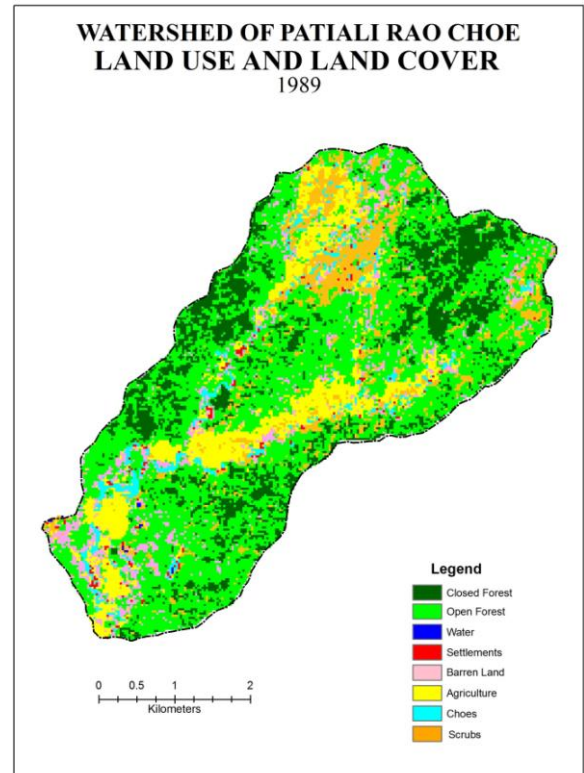 WATERSHED OF PATIALI RAO CHOE
LAND USE AND LAND COVER
1989
Legend
Closed Forest
Open Forest
Water
Settlements
Barren Land
Agriculture
Choes
Scrubs
0 0.5 1 2
Kilometers